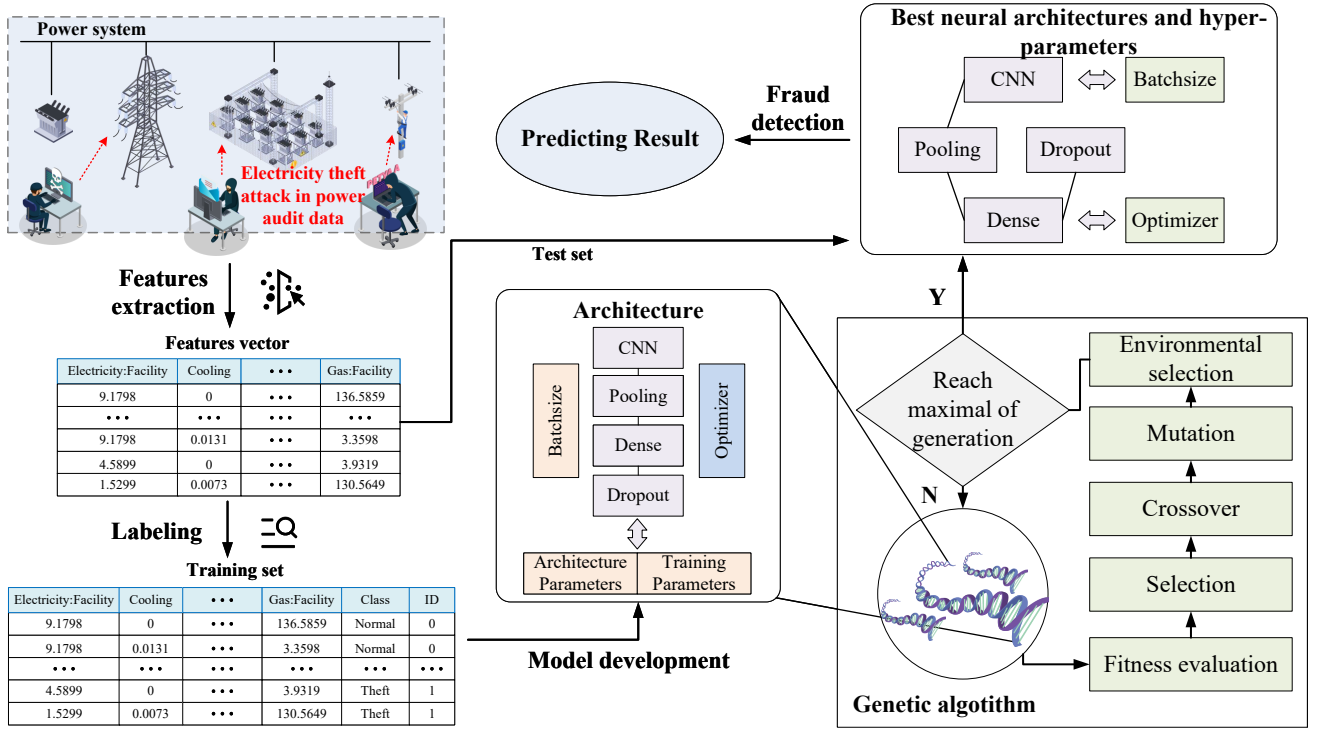 Power system
Electricity theft
attack in power
audit data
Features
extraction
Features vector
Electricity:Facility Cooling • • • Gas:Facility
9.1798 0 • • • 136.5859
• • • • • • • • • • • •
9.1798 0.0131 • • • 3.3598
4.5899 0 • • • 3.9319
1.5299 0.0073 • • • 130.5649
Labeling
Training set
Electricity:Facility Cooling • • • Gas:Facility Class ID
9.1798 0 • • • 136.5859 Normal 0
9.1798 0.0131 • • • 3.3598 Normal 0
• • • • • • • • • • • • • • • • • •
4.5899 0 • • • 3.9319 Theft 1
1.5299 0.0073 • • • 130.5649 Theft 1
Test set
Model development
Architecture
CNN
Pooling
Dense
Dropout
Batchsize
Optimizer
Architecture
Parameters
Training
Parameters
Predicting Result
Fraud
detection
Best neural architectures and hyper-
parameters
CNN
Batchsize
Pooling
Dropout
Dense
Optimizer
Y
Reach
maximal of
generation
N
Environmental
selection
Mutation
Crossover
Selection
Fitness evaluation
Genetic algotithm